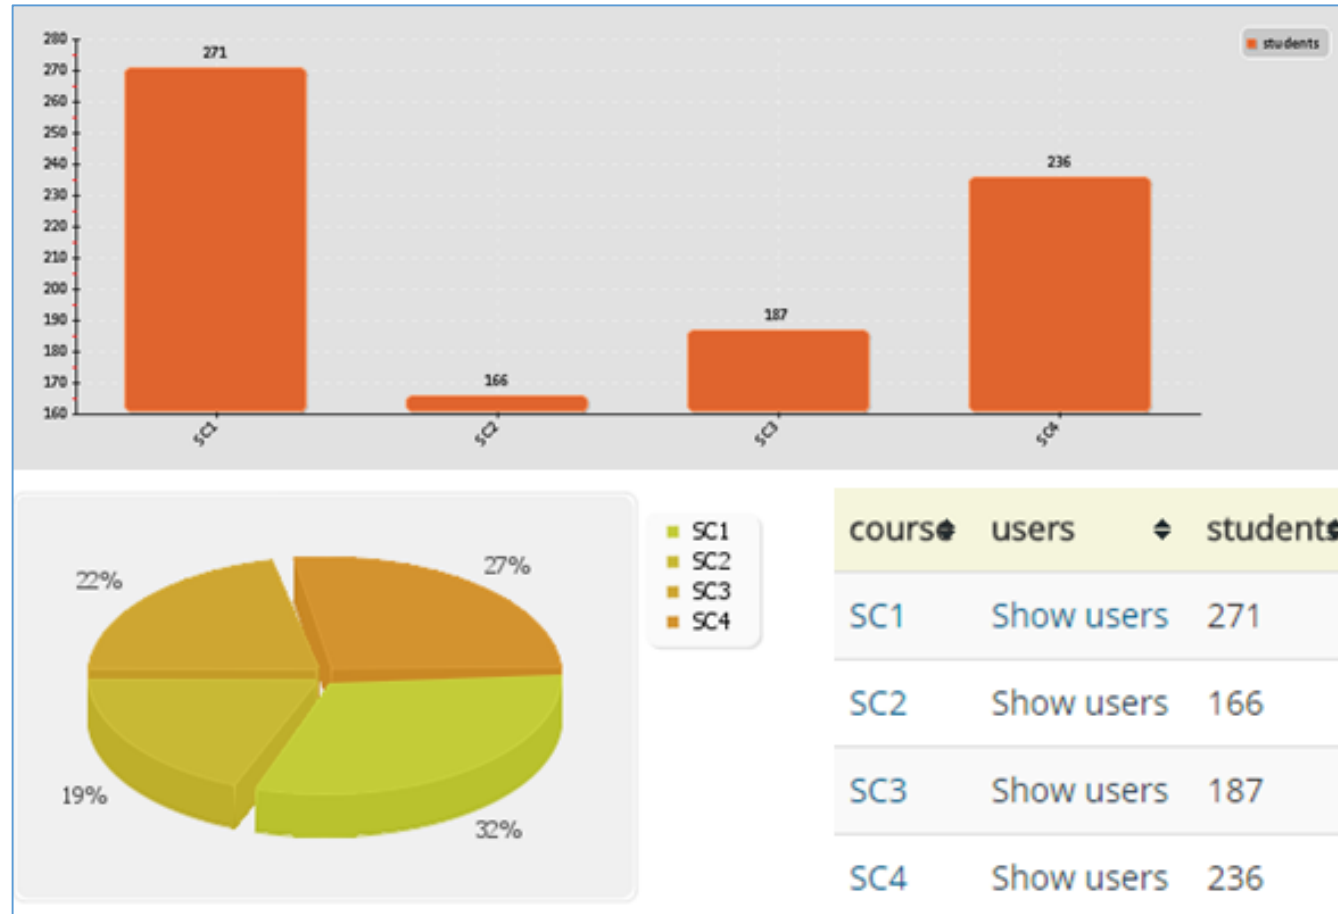 280
270
260
250
240
230
220
210
200
190
180
170
160
271
166
187
236
SC1
SC2
SC3
SC4
students
22%
27%
19%
32%
SC1
SC2
SC3
SC4
course users students
SC1 Show users 271
SC2 Show users 166
SC3 Show users 187
SC4 Show users 236